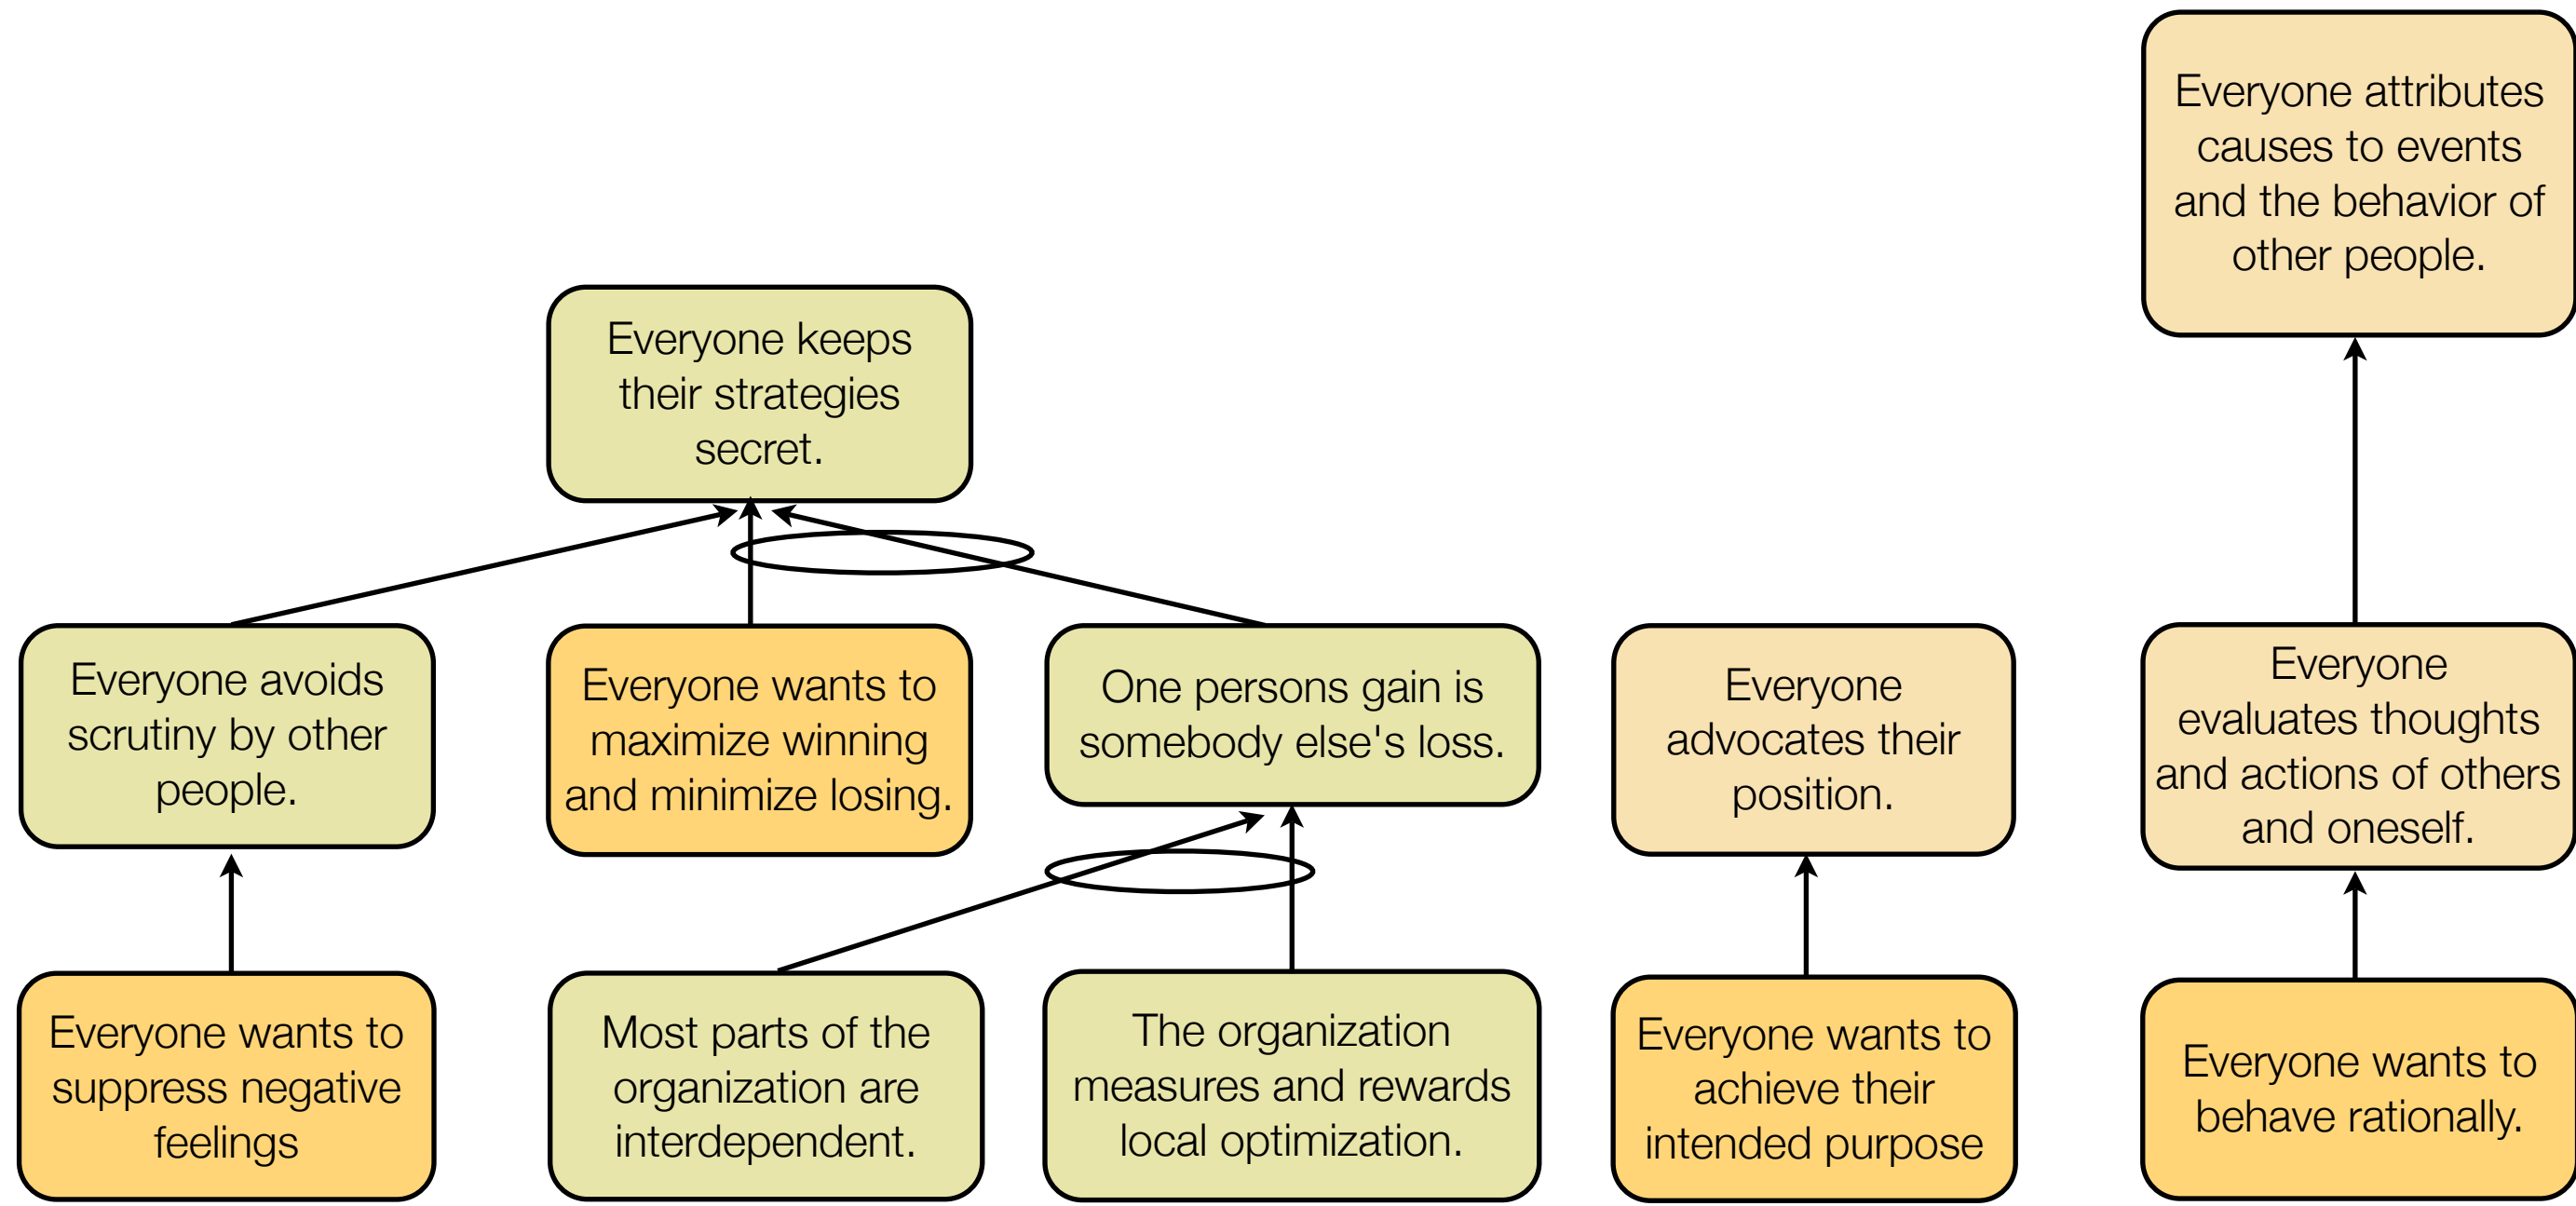 Everyone attributes
causes to events
and the behavior of
other people.
Everyone keeps
their strategies
secret.
Everyone avoids
scrutiny by other
people.
Everyone wants to
maximize winning
and minimize losing.
One persons gain is
somebody else's loss.
Everyone
advocates their
position.
Everyone
evaluates thoughts
and actions of others
and oneself.
Everyone wants to
suppress negative
feelings
Most parts of the
organization are
interdependent.
The organization
measures and rewards
local optimization.
Everyone wants to
achieve their
intended purpose
Everyone wants to
behave rationally.